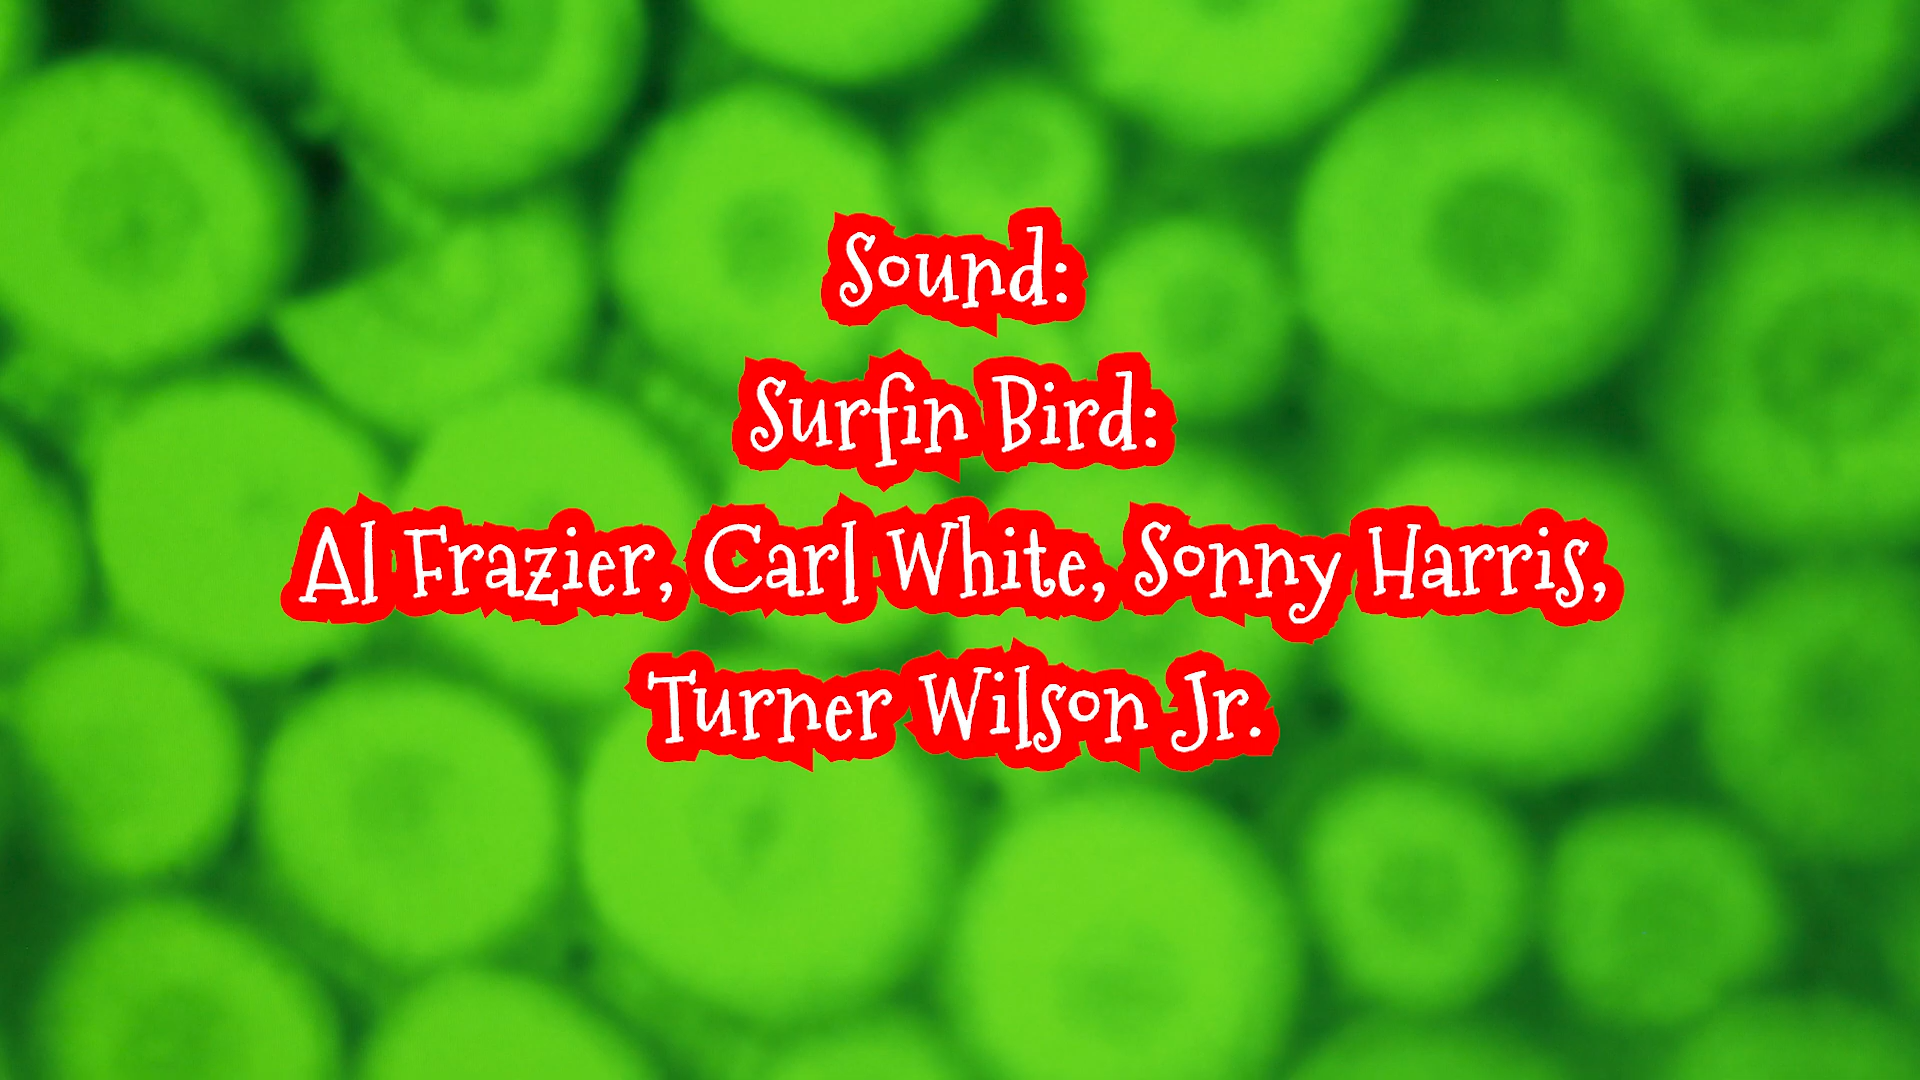 Sound:
Surfin Bird:
Al Frazier, Carl White, Sonny Harris,
Turner Wilson Jr.